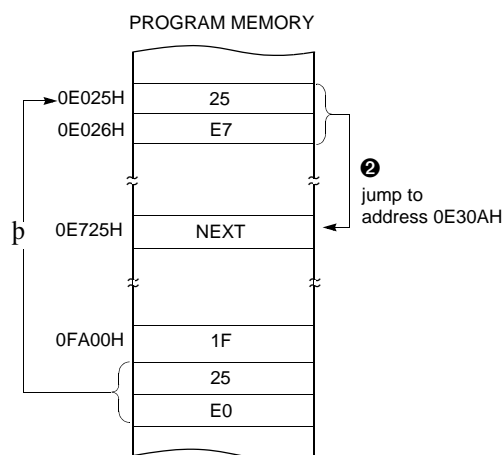 PROGRAM MEMORY
0E025H 25
0E026H E7
❷
jump to
address 0E30AH
þ
0E725H NEXT
0FA00H 1F
25
E0